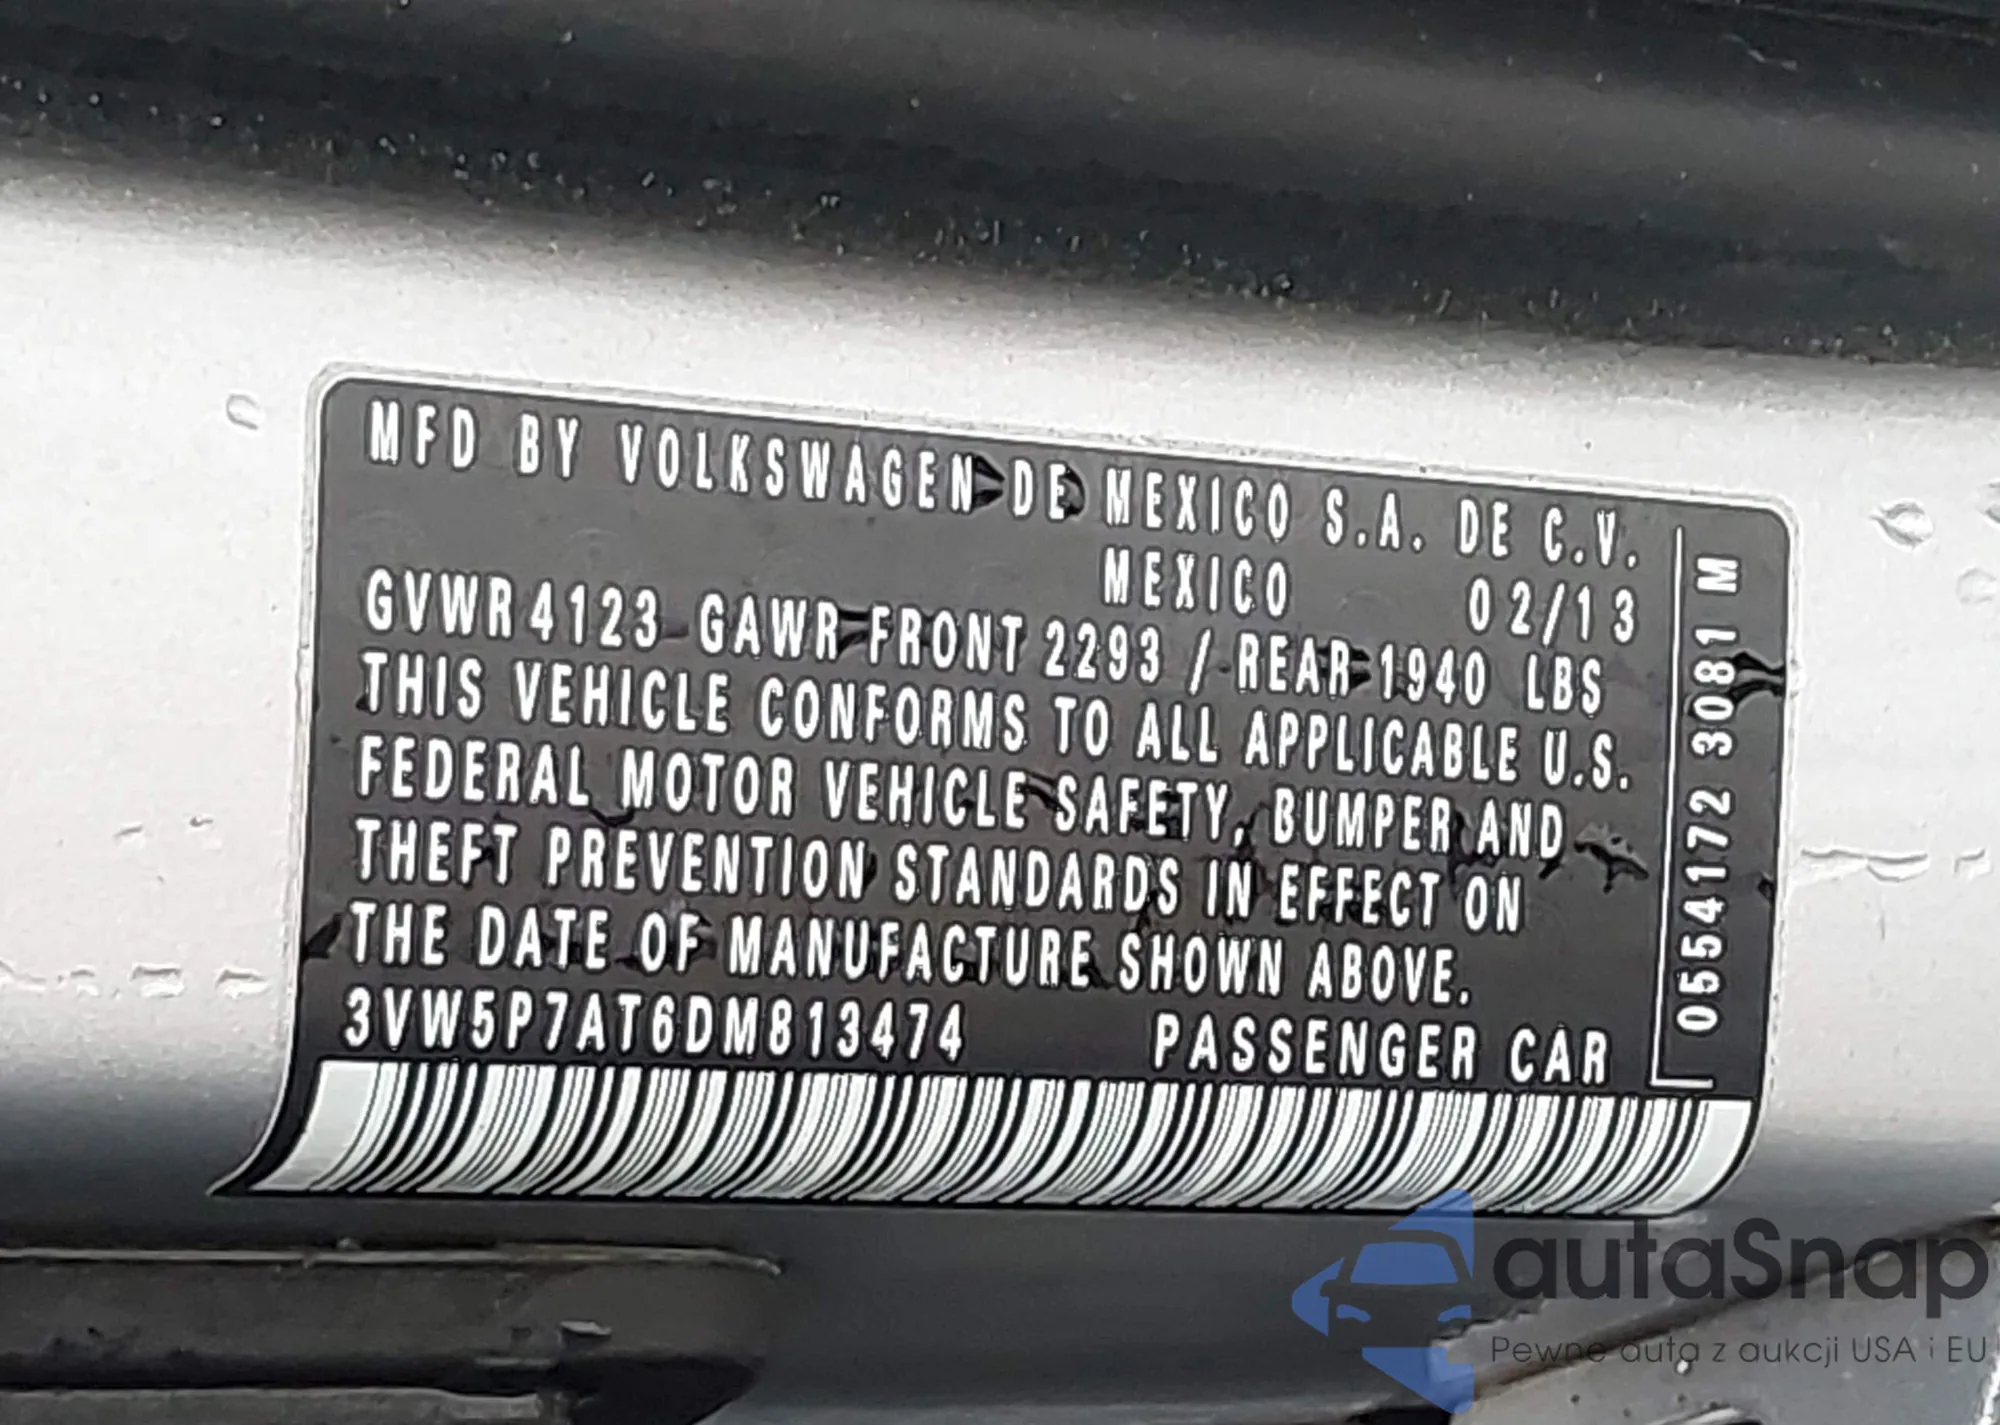 MFD BY VOLKSWAGEN DE MEXICO S.A. DE C.V.
MEXICO 02/13
GVWR 4123 GAWR FRONT 2293 / REAR 1940 LBS
THIS VEHICLE CONFORMS TO ALL APPLICABLE U.S.
FEDERAL MOTOR VEHICLE SAFETY, BUMPER AND
THEFT PREVENTION STANDARDS IN EFFECT ON
THE DATE OF MANUFACTURE SHOWN ABOVE.
3VW5P7AT6DM813474 PASSENGER CAR
0554172 3081 M
autaSnap
Pewne auta z aukcji USA i EU